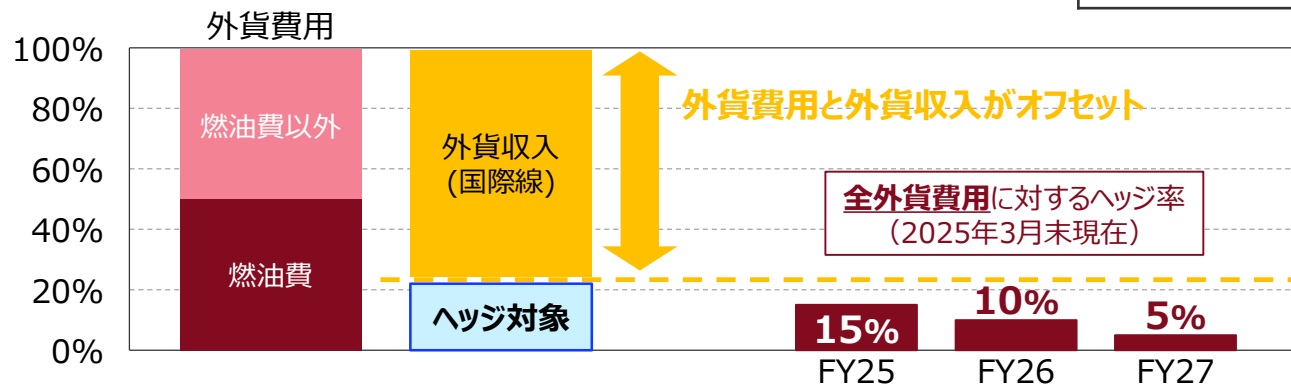 外貨費用
100%
80%
60%
40%
20%
0%
燃油費以外
燃油費
外貨収入
(国際線)
ヘッジ対象
外貨費用と外貨収入がオフセット
全外貨費用に対するヘッジ率
（2025年3月末現在）
15%
10%
5%
FY25
FY26
FY27